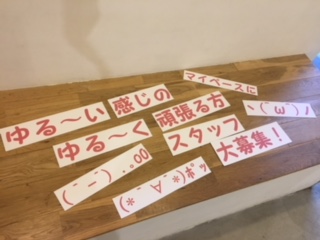 ゆる〜い
感じの
マイペースに
ゆる〜く
頑張る方
ヽ(´ω`)ノ
スタッフ
大募集！
(´ー`).｡oO
(*´∀`*)ポッ